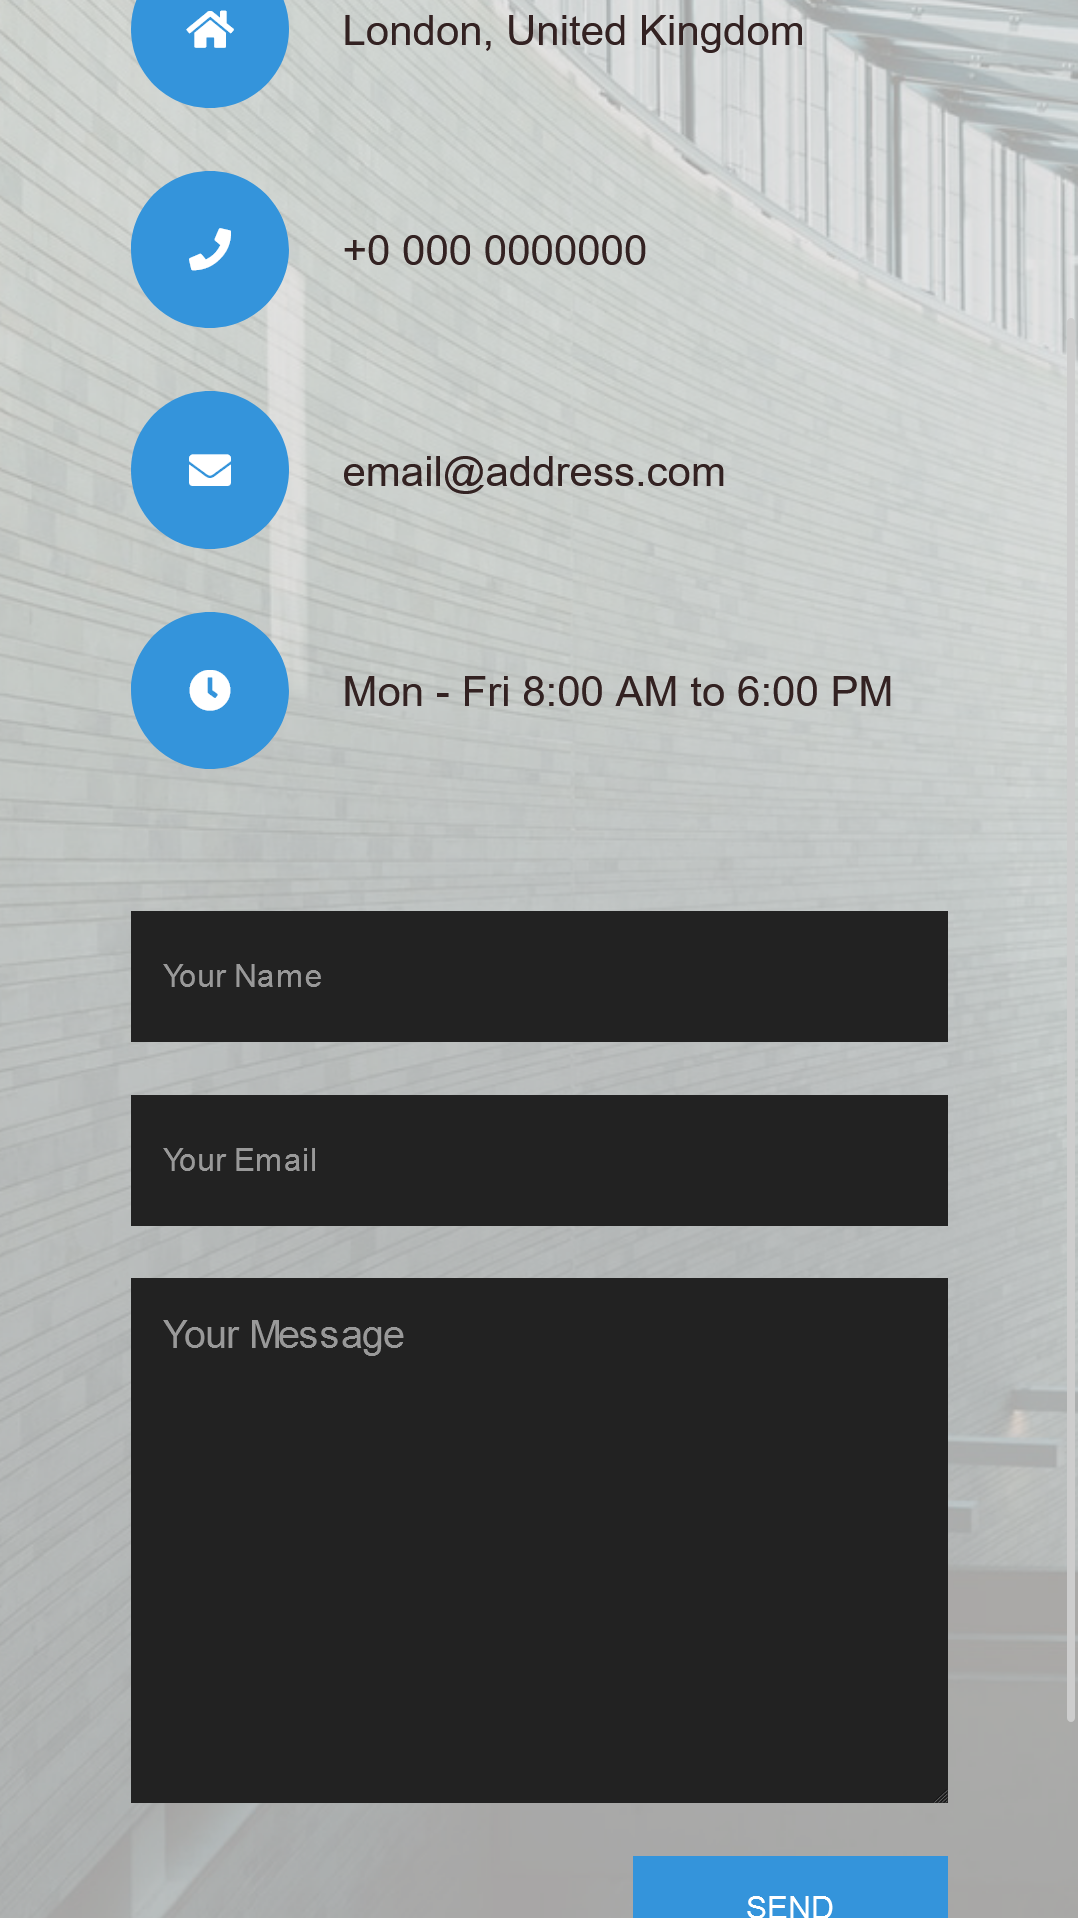 London, United Kingdom
+0 000 0000000
email@address.com
Mon - Fri 8:00 AM to 6:00 PM
Your Name
Your Email
Your Message
SEND